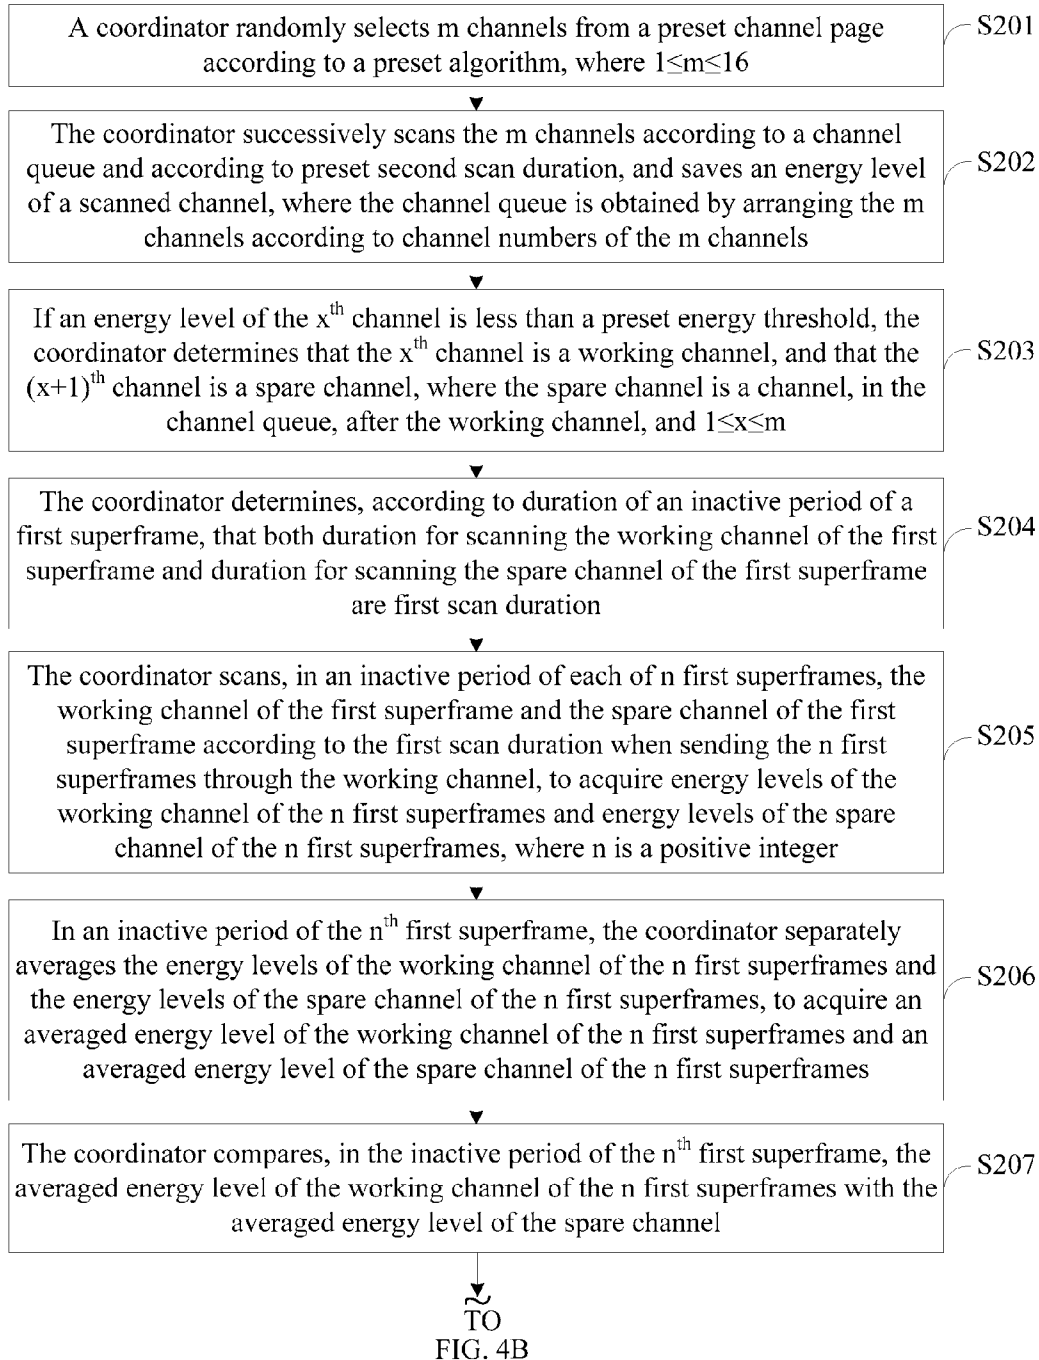 A coordinator randomly selects m channels from a preset channel page
according to a preset algorithm, where 1≤m≤16
S201
The coordinator successively scans the m channels according to a channel
queue and according to preset second scan duration, and saves an energy level
of a scanned channel, where the channel queue is obtained by arranging the m
channels according to channel numbers of the m channels
S202
If an energy level of the xth channel is less than a preset energy threshold, the
coordinator determines that the xth channel is a working channel, and that the
(x+1)th channel is a spare channel, where the spare channel is a channel, in the
channel queue, after the working channel, and 1≤x≤m
S203
The coordinator determines, according to duration of an inactive period of a
first superframe, that both duration for scanning the working channel of the first
superframe and duration for scanning the spare channel of the first superframe
are first scan duration
S204
The coordinator scans, in an inactive period of each of n first superframes, the
working channel of the first superframe and the spare channel of the first
superframe according to the first scan duration when sending the n first
superframes through the working channel, to acquire energy levels of the
working channel of the n first superframes and energy levels of the spare
channel of the n first superframes, where n is a positive integer
S205
In an inactive period of the nth first superframe, the coordinator separately
averages the energy levels of the working channel of the n first superframes and
the energy levels of the spare channel of the n first superframes, to acquire an
averaged energy level of the working channel of the n first superframes and an
averaged energy level of the spare channel of the n first superframes
S206
The coordinator compares, in the inactive period of the nth first superframe, the
averaged energy level of the working channel of the n first superframes with the
averaged energy level of the spare channel
S207
TO
FIG. 4B